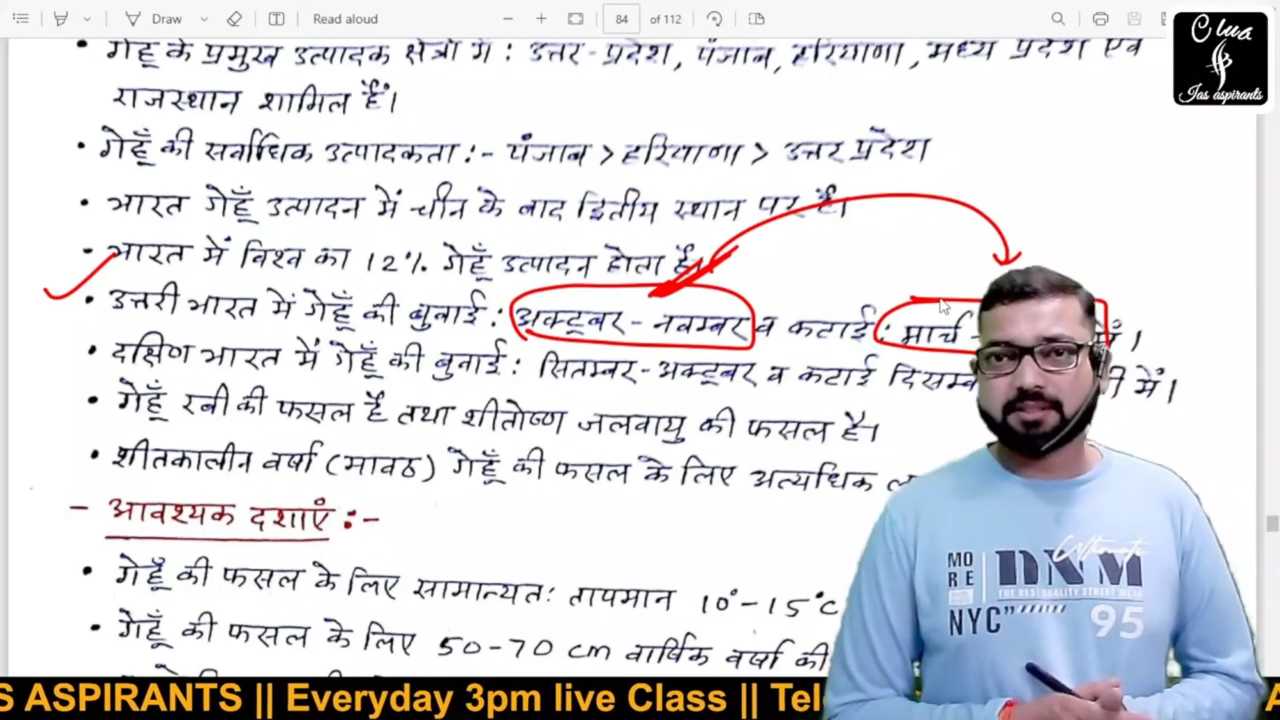 Draw
Read aloud
84 of 112
Clua
Ias aspirants
• गेहूँ के प्रमुख उत्पादक क्षेत्रों में : उत्तर-प्रदेश, पंजाब, हरियाणा, मध्य प्रदेश एवं
राजस्थान शामिल हैं।
• गेहूँ की सर्वाधिक उत्पादकता :- पंजाब > हरियाणा > उत्तर प्रदेश
• भारत गेहूँ उत्पादन में चीन के बाद द्वितीय स्थान पर है।
• भारत में विश्व का 12% गेहूँ उत्पादन होता है।
• उत्तरी भारत में गेहूँ की बुवाई : अक्टूबर - नवम्बर व कटाई : मार्च - में।
• दक्षिण भारत में गेहूँ की बुवाई : सितम्बर-अक्टूबर व कटाई में।
• गेहूँ रबी की फसल है तथा शीतोष्ण जलवायु की फसल है।
• शीतकालीन वर्षा (मावठ) गेहूँ की फसल के लिए अत्यधिक
- आवश्यक दशाएं :-
• गेहूँ की फसल के लिए सामान्यतः तापमान 10°-15°C
• गेहूँ की फसल के लिए 50-70 cm वार्षिक वर्षा की
MORE NYC
DNM
Ultimate
95
S ASPIRANTS || Everyday 3pm live Class ||